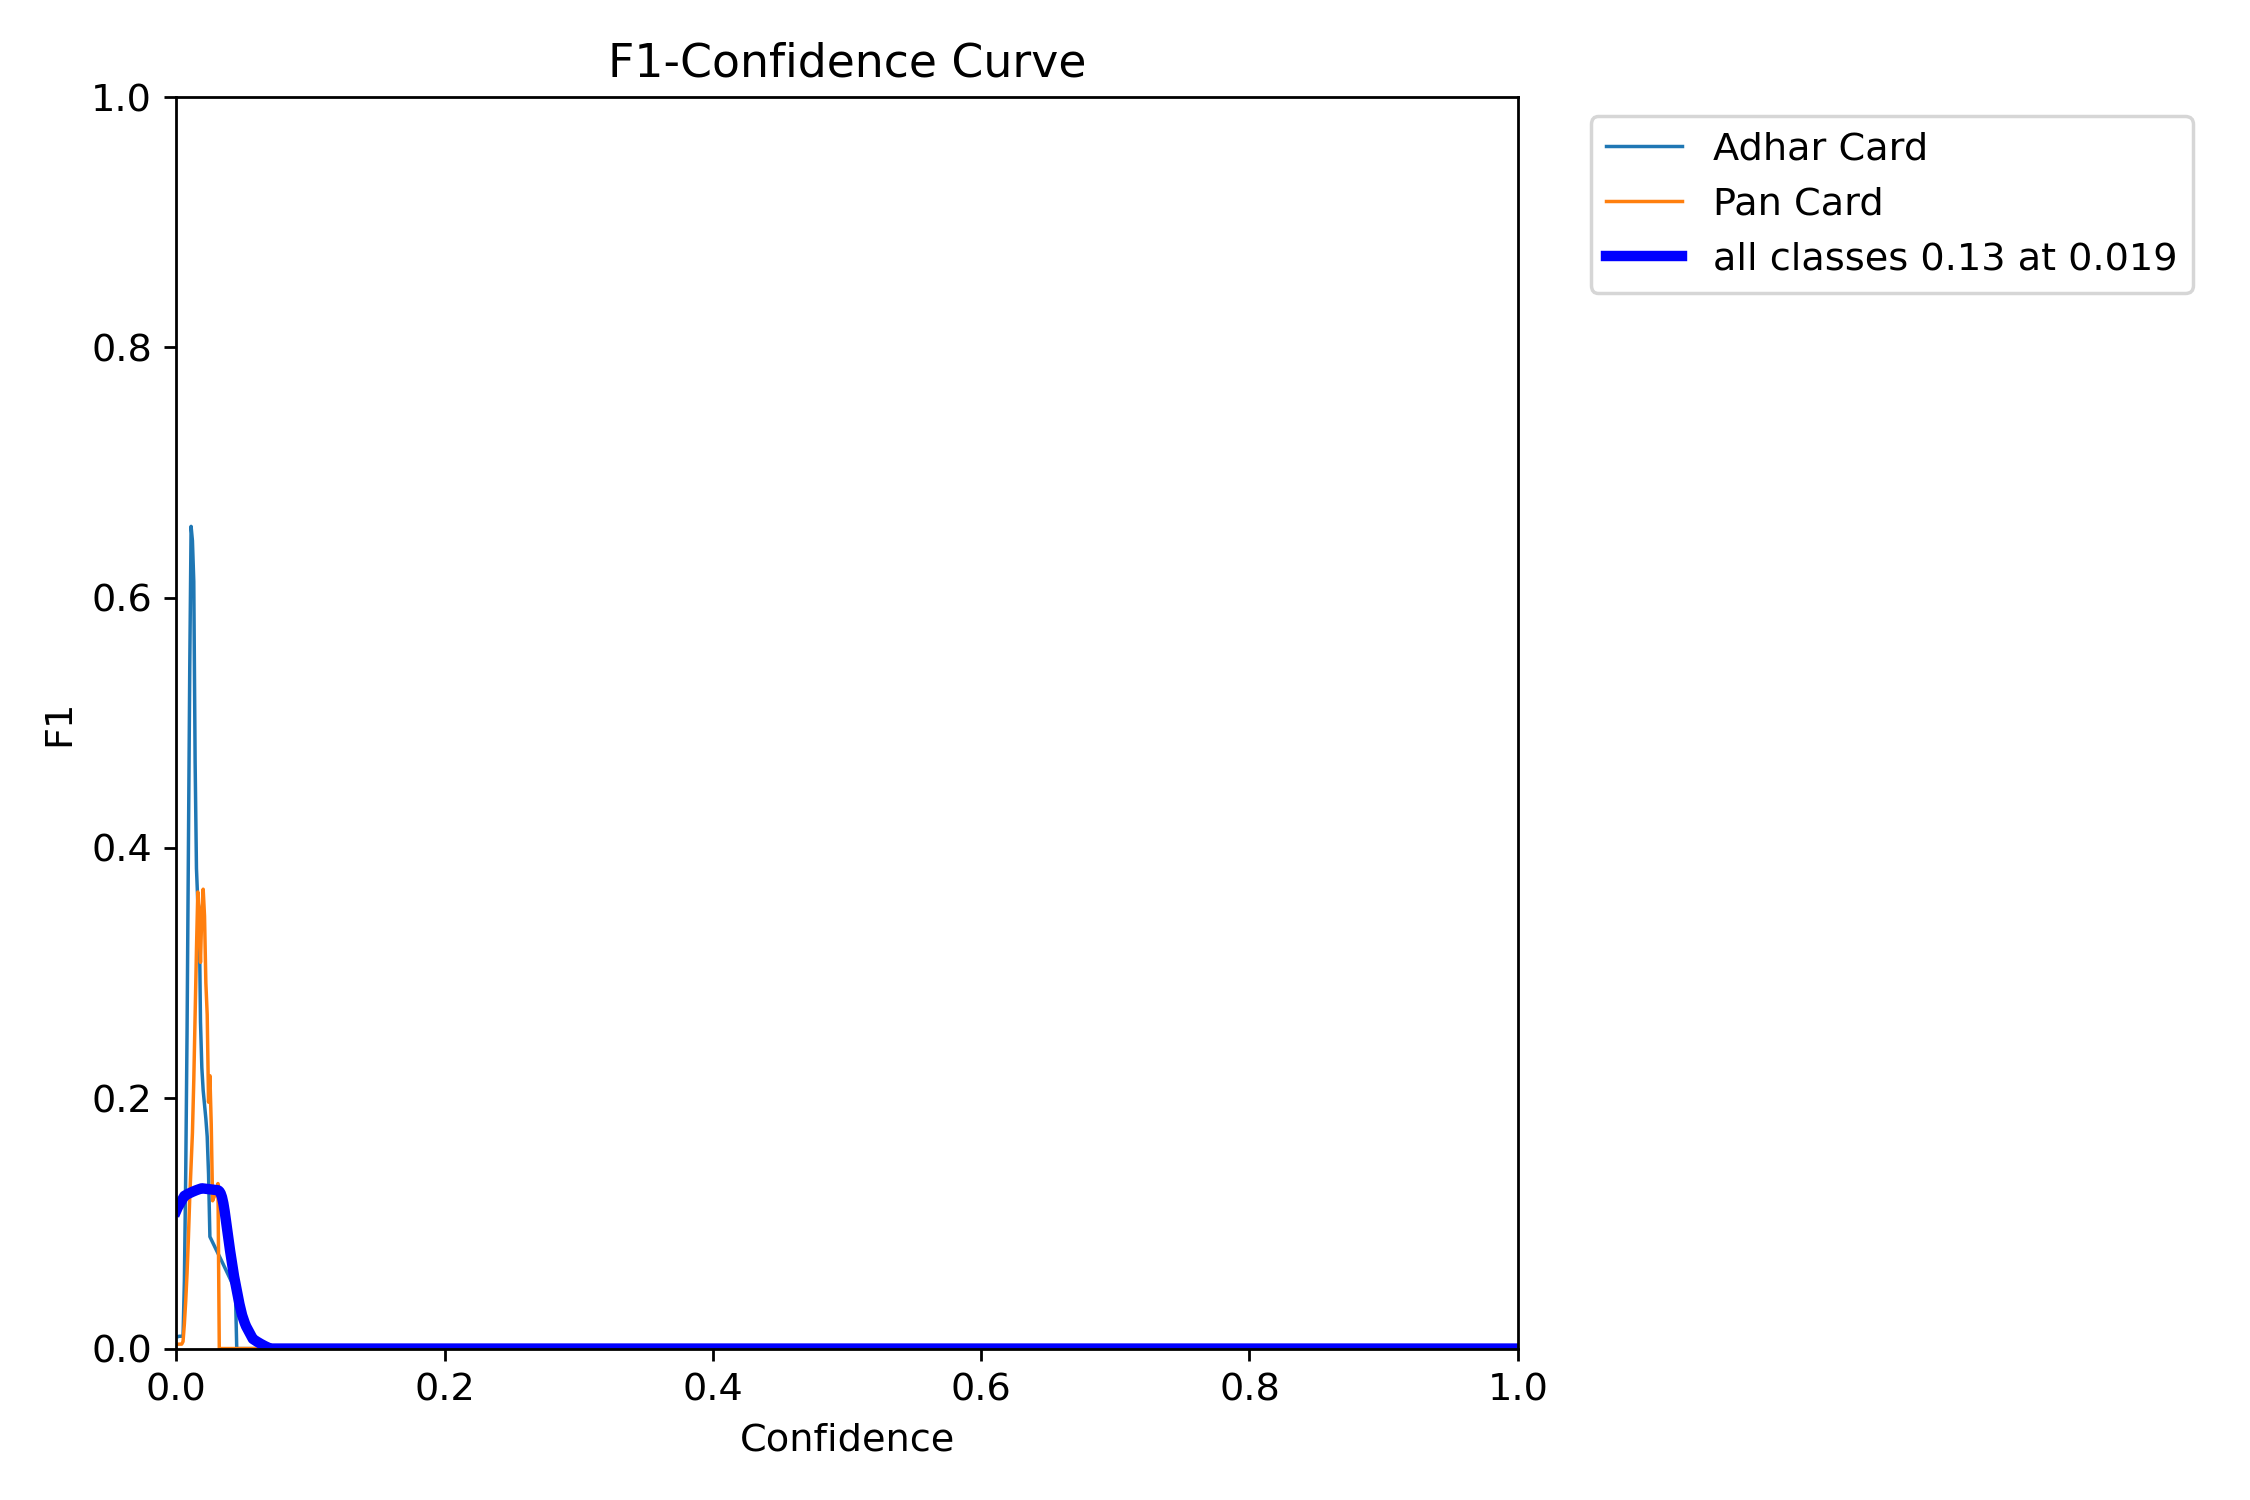 F1-Confidence Curve
1.0
0.8
0.6
0.4
0.2
0.0
F1
0.0 0.2 0.4 0.6 0.8 1.0
Confidence
Adhar Card
Pan Card
all classes 0.13 at 0.019